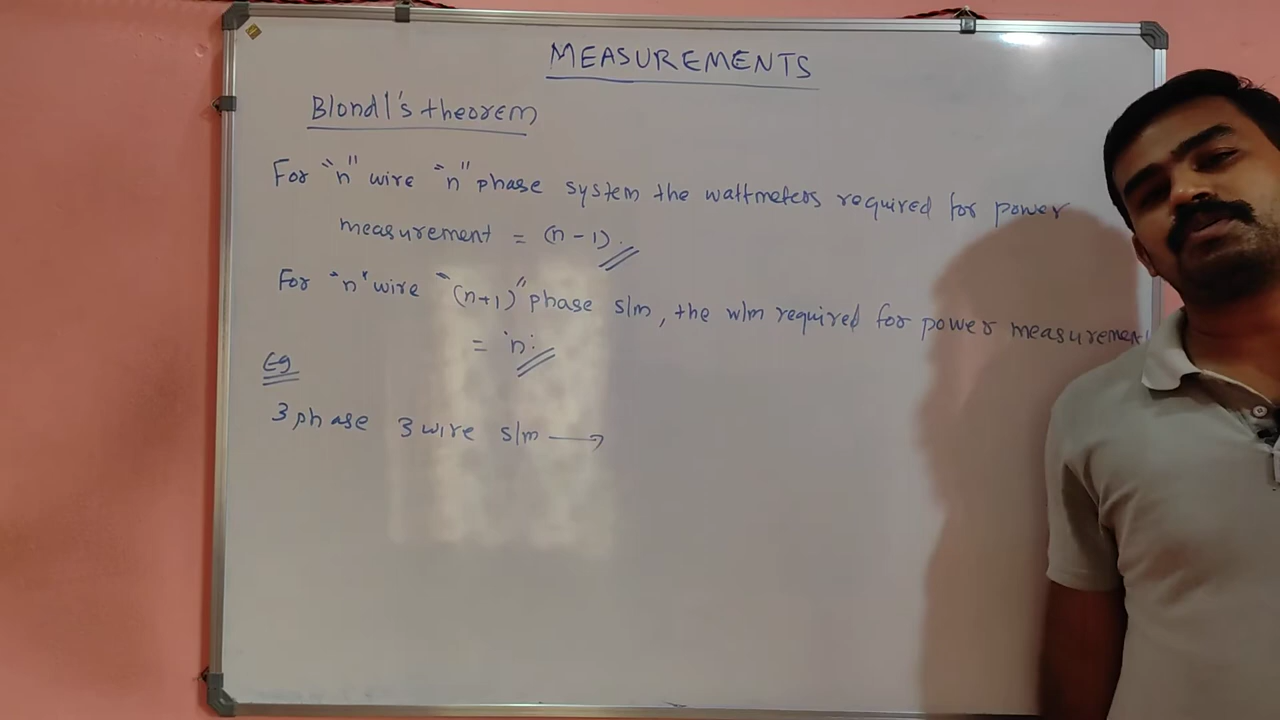 MEASUREMENTS
Blondl's theorem
For "n" wire "n" phase system the wattmeters required for power
measurement = (n-1).
For "n" wire "(n+1)" phase s/m, the w/m required for power measurement
= 'n'.
Eg
3 phase 3 wire s/m →